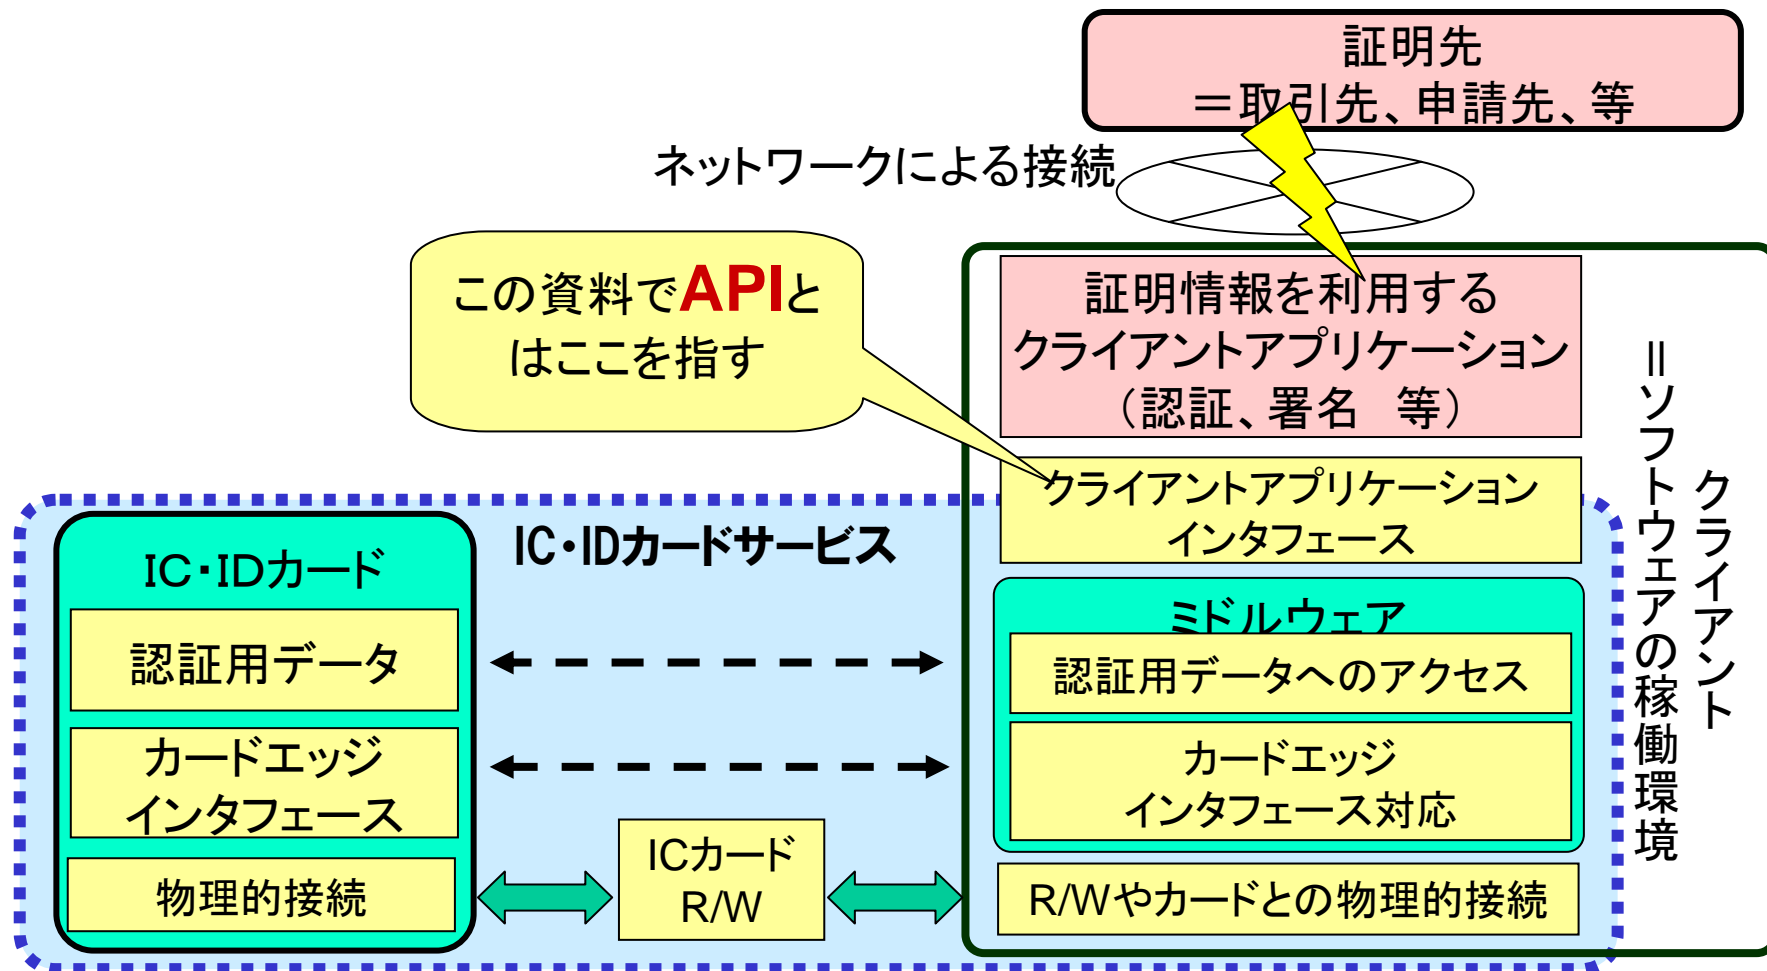 証明先
＝取引先、申請先、等
ネットワークによる接続
この資料でAPIと
はここを指す
証明情報を利用する
クライアントアプリケーション
（認証、署名　等）
クライアントアプリケーション
インタフェース
クライアント
＝ソフトウェアの稼働環境
IC・IDカードサービス
IC・IDカード
認証用データ
カードエッジ
インタフェース
物理的接続
ICカード
R/W
ミドルウェア
認証用データへのアクセス
カードエッジ
インタフェース対応
R/Wやカードとの物理的接続